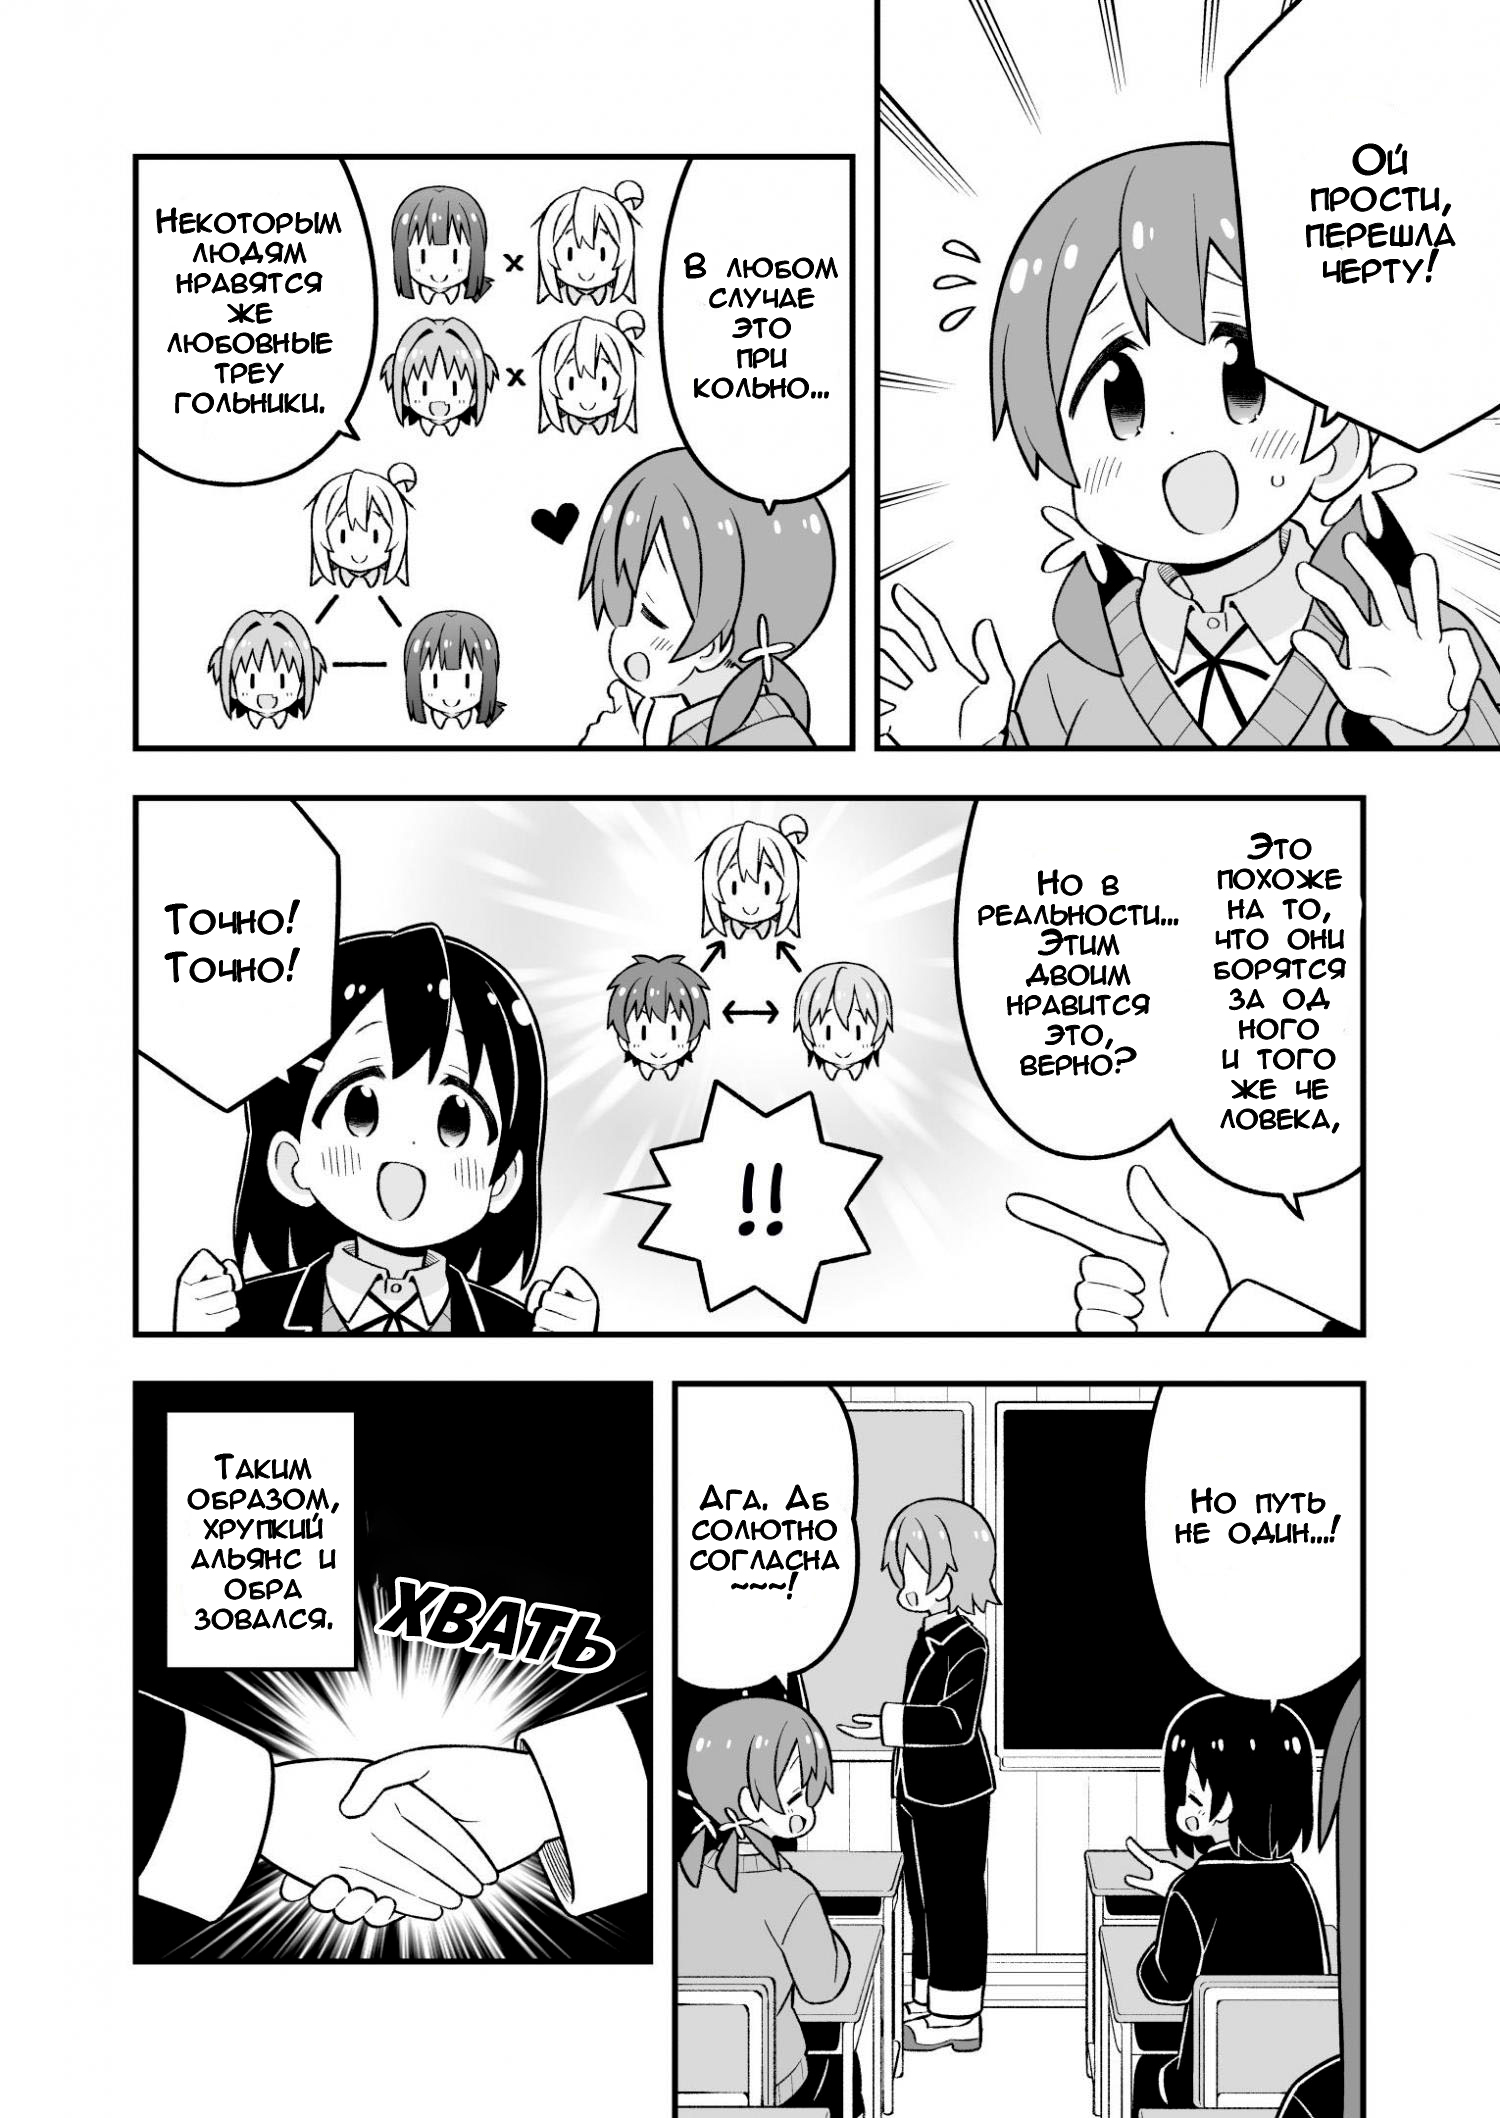 Ой
прости,
перешла
черту!
В любом
случае
это
при
кольно...
Некоторым
людям
нравятся
же
любовные
треу
гольники.
Это
похоже
на то,
что они
борятся
за од
ного
и того
же че
ловека,
Но в
реальности...
Этим
двоим
нравится
это,
верно?
!!
Точно!
Точно!
Но путь
не один...!
Ага. Аб
солютно
согласна
~~~!
Таким
образом,
хрупкий
альянс и
обра
зовался.
ХВАТЬ